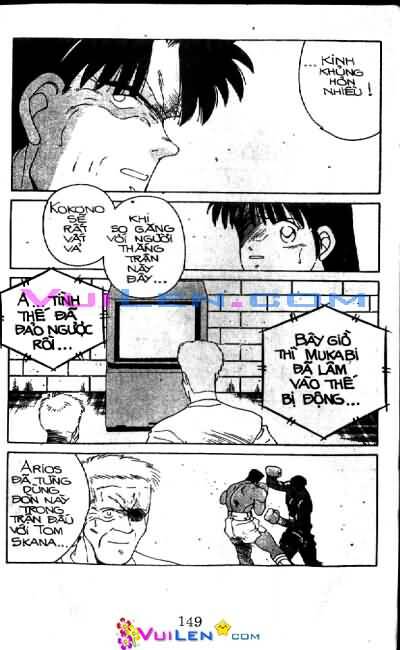 ...KINH
KHỦNG
HƠN
NHIỀU!
KOKONO
SẼ
RẤT
VẤT
VẢ
KHI
SO GĂNG
VỚI NGƯỜI
THẮNG
TRẬN
NÀY
ĐÂY...
A... TÌNH
THẾ ĐÃ
ĐẢO NGƯỢC
RỒI...
VUILEN.COM
BÂY GIỜ
THÌ MUKABI
ĐÃ LÂM
VÀO THẾ
BỊ ĐỘNG...
ARIOS
ĐÃ TỪNG
DÙNG
ĐÒN NÀY
TRONG
TRẬN ĐẤU
VỚI TOM
SKANA...
149
VUILEN.COM